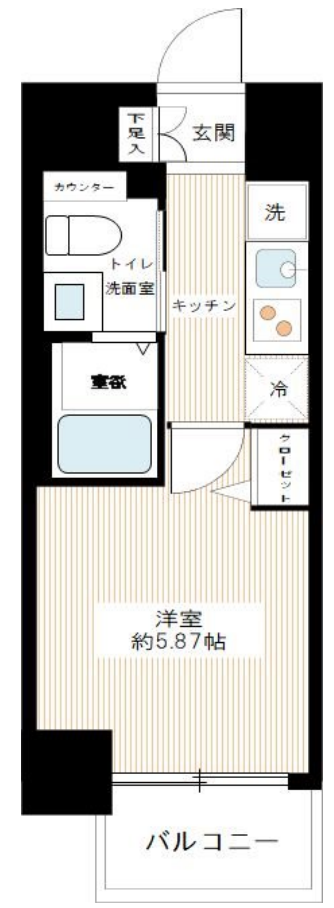 下足入
玄関
カウンター
洗
トイレ
洗面室
キッチン
浴室
冷
クローゼット
洋室
約5.87帖
バルコニー